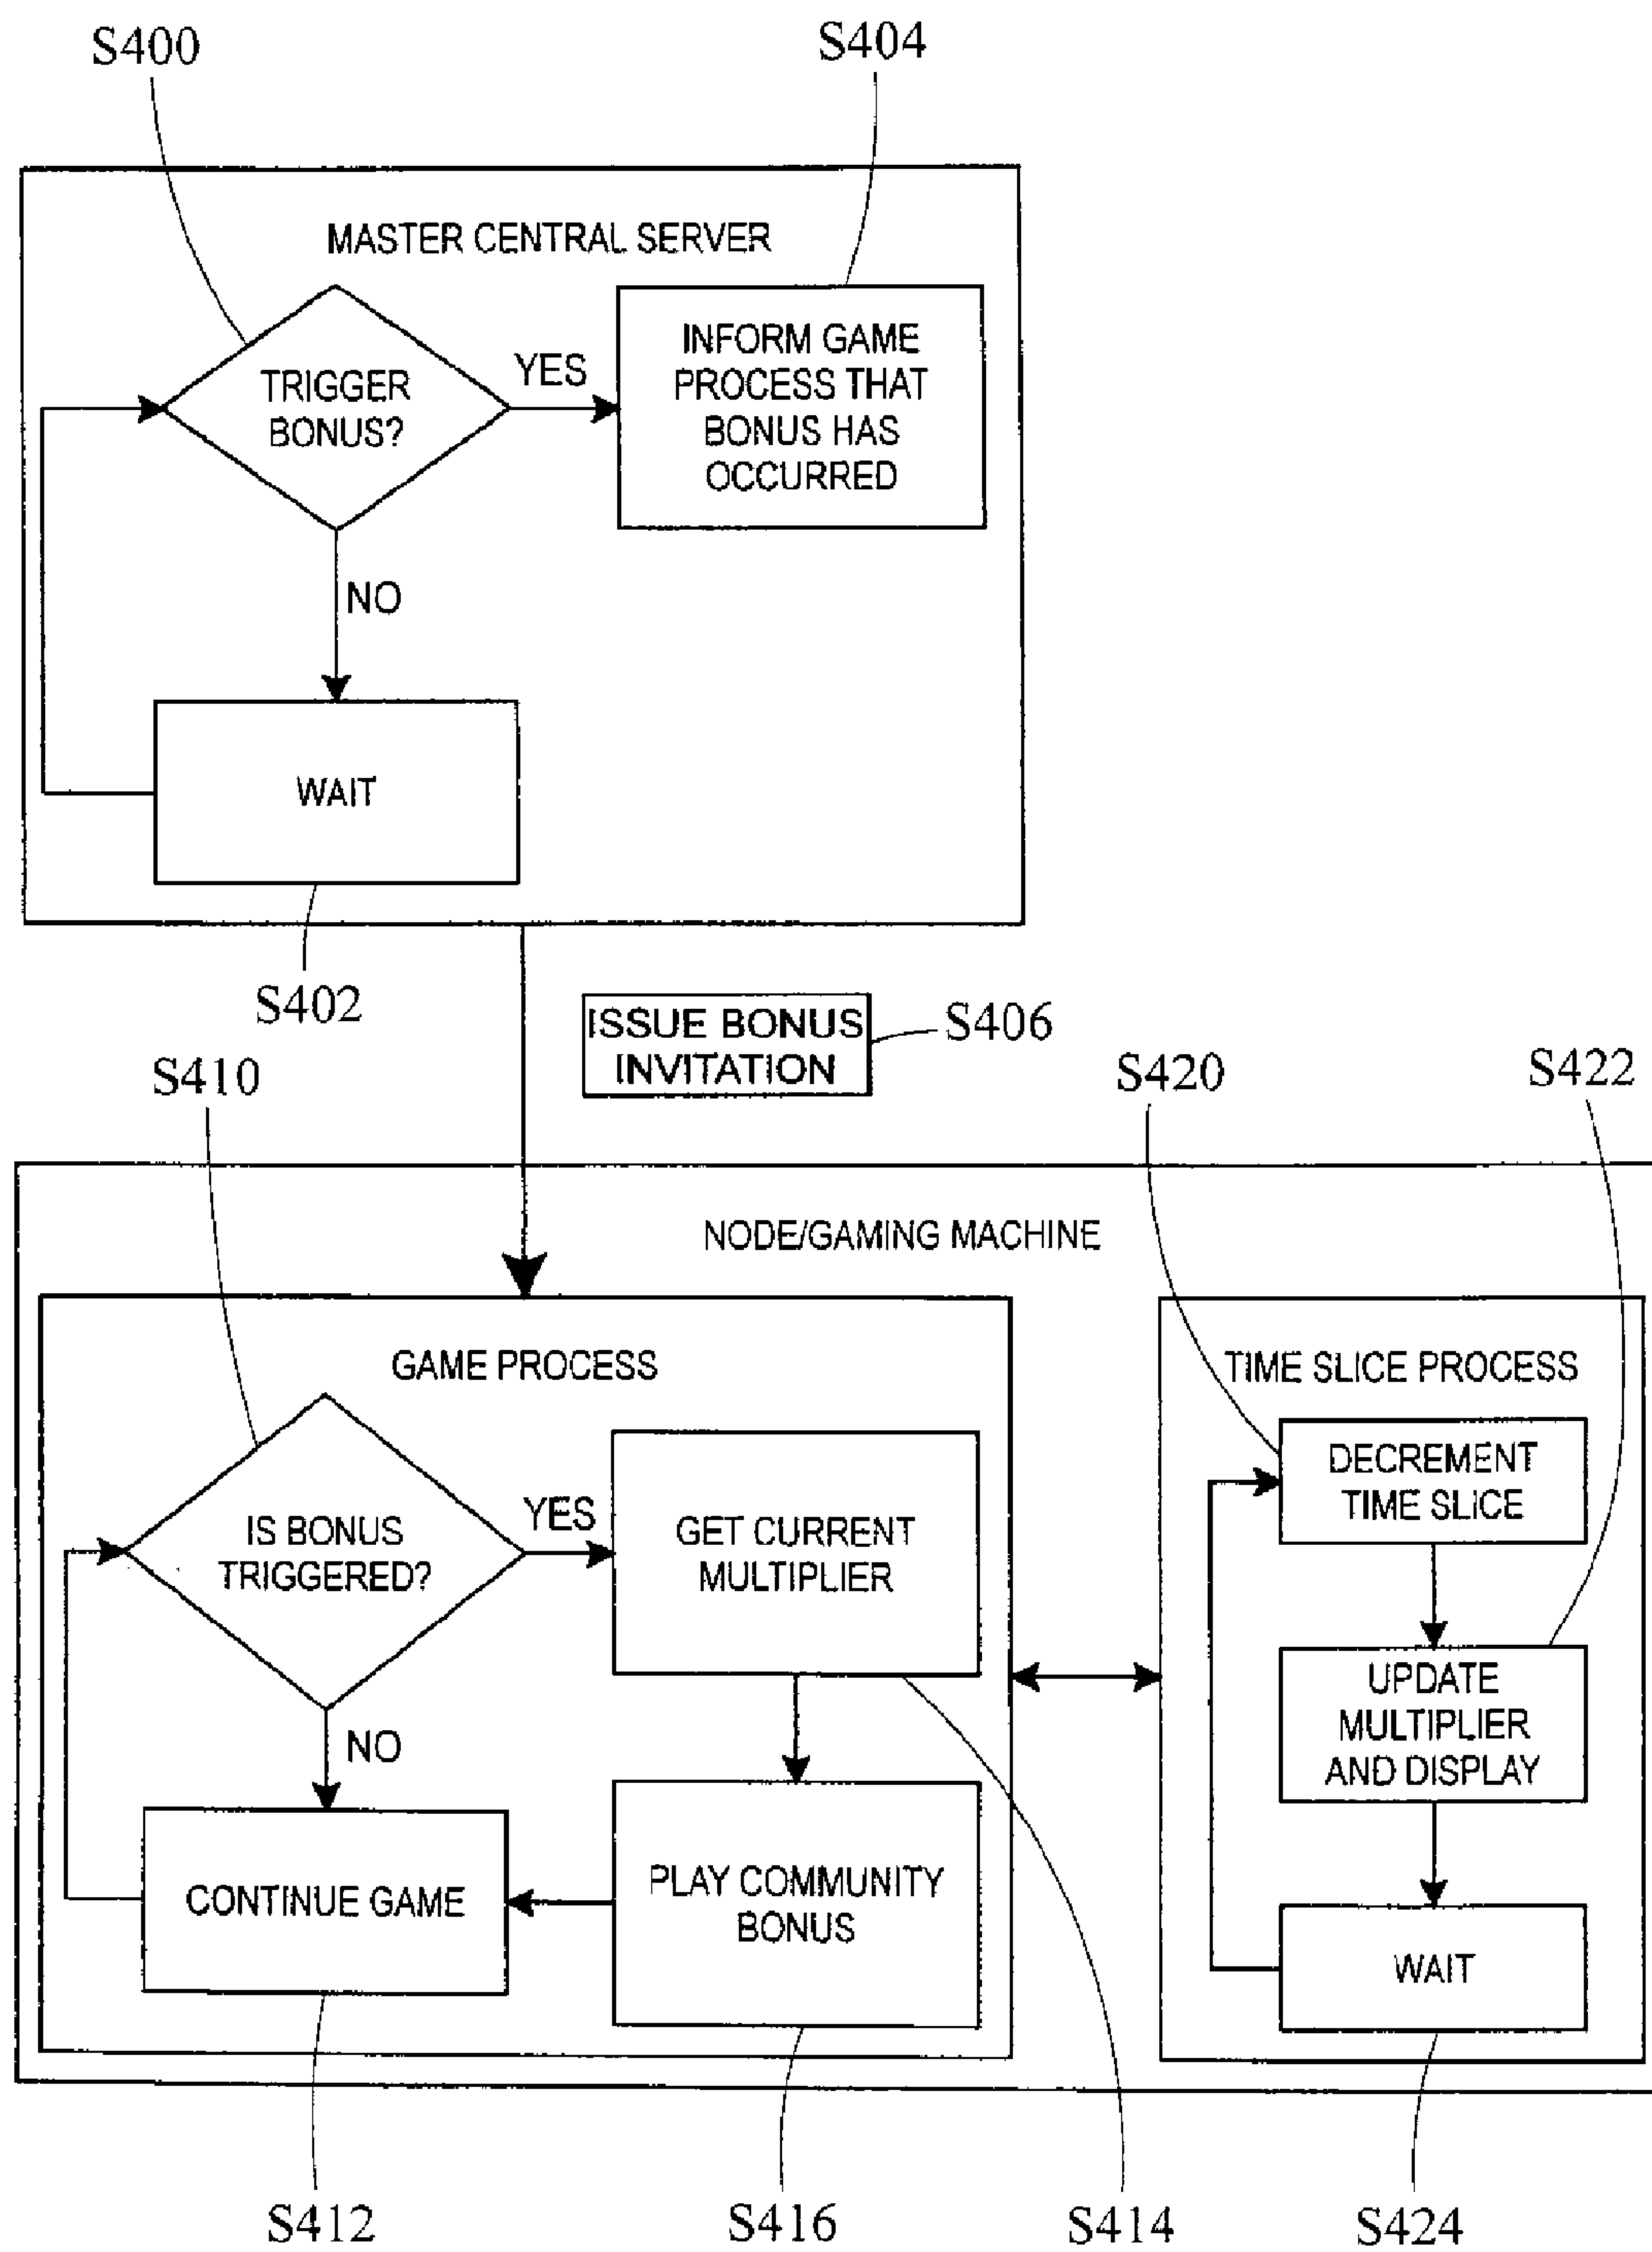 S400
S404
MASTER CENTRAL SERVER
TRIGGER
BONUS?
YES
INFORM GAME
PROCESS THAT
BONUS HAS
OCCURRED
NO
WAIT
S402
ISSUE BONUS
INVITATION
S406
S410
S420
S422
NODE/GAMING MACHINE
GAME PROCESS
IS BONUS
TRIGGERED?
YES
GET CURRENT
MULTIPLIER
NO
CONTINUE GAME
PLAY COMMUNITY
BONUS
TIME SLICE PROCESS
DECREMENT
TIME SLICE
UPDATE
MULTIPLIER
AND DISPLAY
WAIT
S412
S416
S414
S424